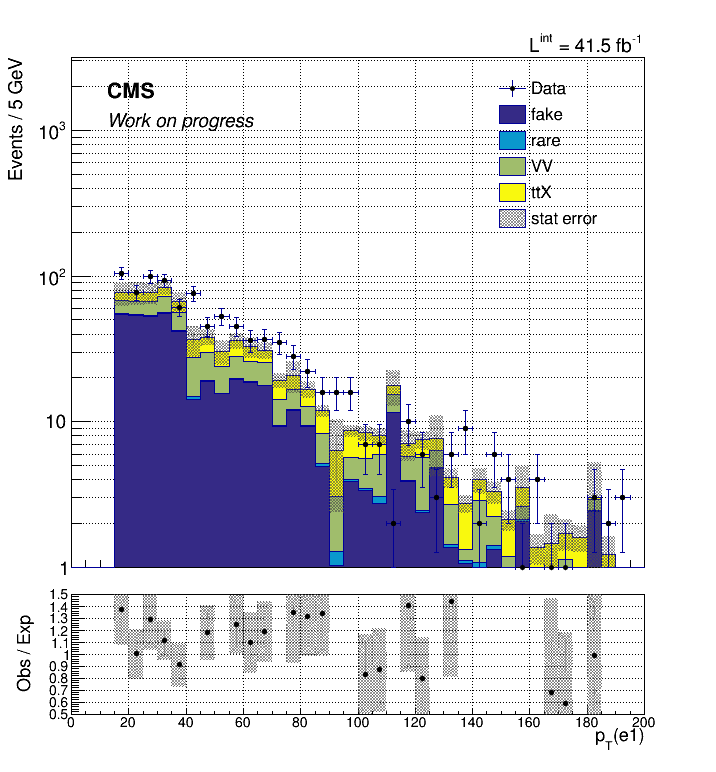 L^int = 41.5 fb^-1
Events / 5 GeV
CMS
Work on progress
Data
fake
rare
VV
ttX
stat error
10^3
10^2
10
1
Obs / Exp
1.5
1.4
1.3
1.2
1.1
1
0.9
0.8
0.7
0.6
0.5
0 20 40 60 80 100 120 140 160 180 200
p_T(e1)